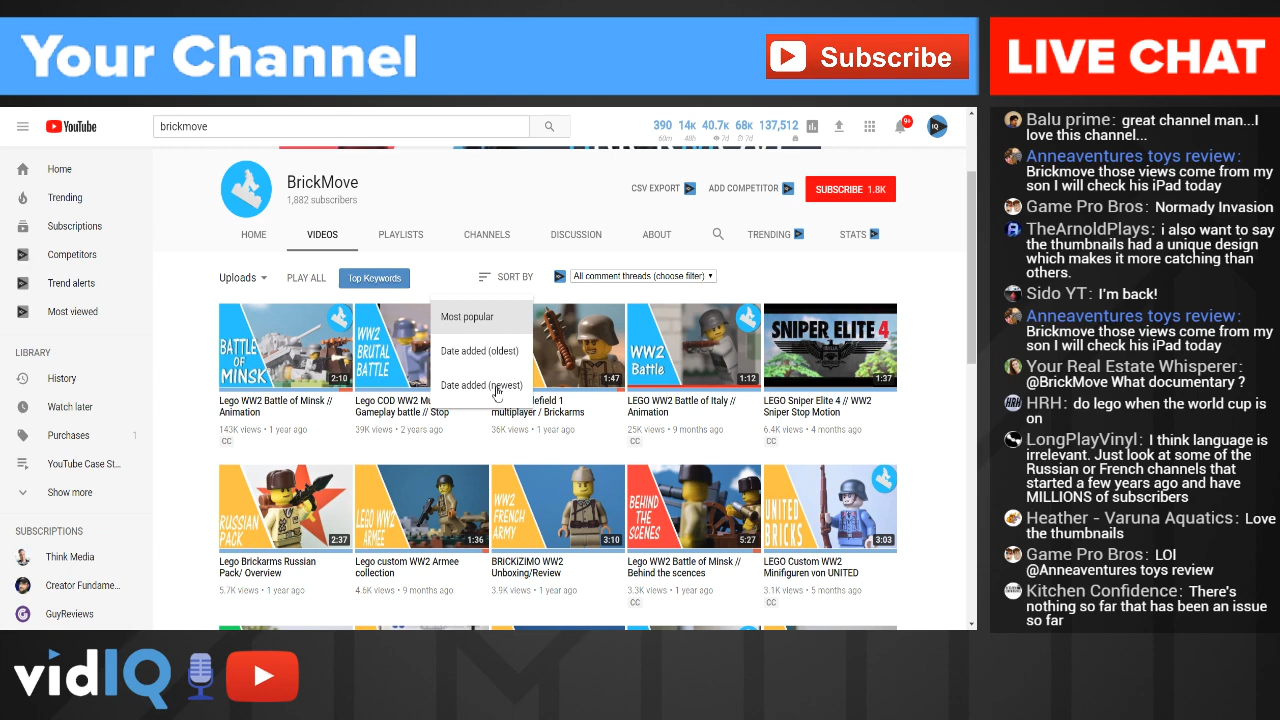 Your Channel
Subscribe
LIVE CHAT
YouTube
brickmove
390 14K 40.7K 68K 137,512
60m 48h 7d 7d
9+
IQ
Home
Trending
Subscriptions
Competitors
Trend alerts
Most viewed
LIBRARY
History
Watch later
Purchases 1
YouTube Case St...
Show more
SUBSCRIPTIONS
Think Media
Creator Fundame...
GuyReviews
BrickMove
1,882 subscribers
CSV EXPORT
ADD COMPETITOR
SUBSCRIBE 1.8K
HOME
VIDEOS
PLAYLISTS
CHANNELS
DISCUSSION
ABOUT
TRENDING
STATS
Uploads
PLAY ALL
Top Keywords
SORT BY
All comment threads (choose filter)
Most popular
Date added (oldest)
Date added (newest)
BATTLE
OF
MINSK
2:10
Lego WW2 Battle of Minsk //
Animation
143K views • 1 year ago
CC
WW2
BRUTAL
BATTLE
Lego COD WW2 Mu
Gameplay battle // Stop
39K views • 2 years ago
1:47
lefield 1
multiplayer / Brickarms
36K views • 1 year ago
WW2
Battle
1:12
LEGO WW2 Battle of Italy //
Animation
25K views • 9 months ago
CC
SNIPER ELITE 4
1:37
LEGO Sniper Elite 4 // WW2
Sniper Stop Motion
6.4K views • 4 months ago
CC
RUSSIAN
PACK
2:37
Lego Brickarms Russian
Pack/ Overview
5.7K views • 1 year ago
LEGO WW2
ARMEE
1:36
Lego custom WW2 Armee
collection
4.6K views • 9 months ago
WW2
FRENCH
ARMY
3:10
BRICKiZiMO WW2
Unboxing/Review
3.9K views • 1 year ago
BEHIND
THE
SCENES
5:27
Lego WW2 Battle of Minsk //
Behind the scences
3.3K views • 1 year ago
CC
UNITED
BRICKS
3:03
LEGO Custom WW2
Minifiguren von UNITED
3.1K views • 5 months ago
CC
Balu prime: great channel man...I
love this channel...
Anneaventures toys review:
Brickmove those views come from my
son I will check his iPad today
Game Pro Bros: Normady Invasion
TheArnoldPlays: i also want to say
the thumbnails had a unique design
which makes it more catching than
others.
Sido YT: I'm back!
Anneaventures toys review:
Brickmove those views come from my
son I will check his iPad today
Your Real Estate Whisperer:
@BrickMove What documentary ?
HRH: do lego when the world cup is
on
LongPlayVinyl: I think language is
irrelevant. Just look at some of the
Russian or French channels that
started a few years ago and have
MILLIONS of subscribers
Heather - Varuna Aquatics: Love
the thumbnails
Game Pro Bros: LOl
@Anneaventures toys review
Kitchen Confidence: There's
nothing so far that has been an issue
so far
vidIQ